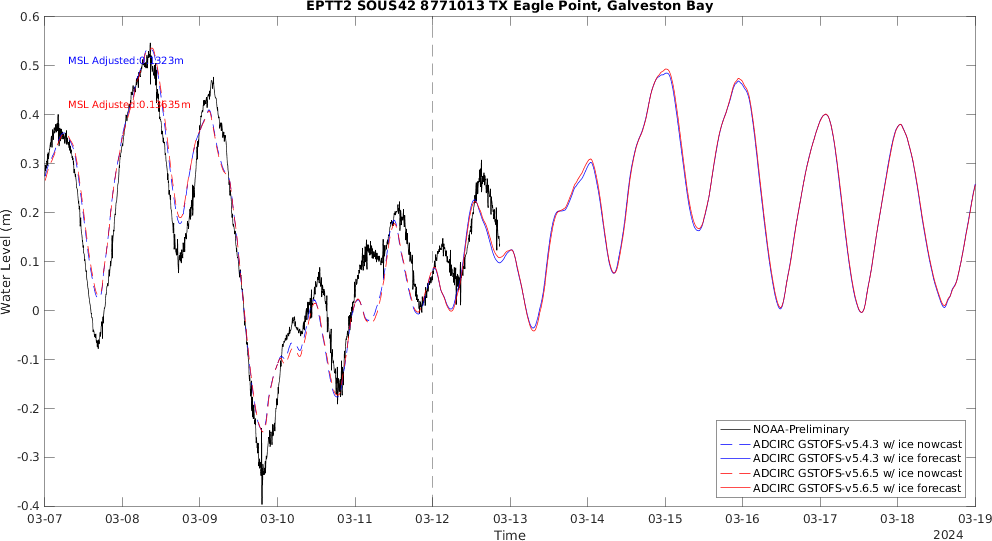 EPTT2 SOUS42 8771013 TX Eagle Point, Galveston Bay
0.6
0.5
0.4
0.3
0.2
0.1
0
-0.1
-0.2
-0.3
-0.4
Water Level (m)
MSL Adjusted:
MSL Adjusted:
NOAA-Preliminary
ADCIRC GSTOFS-v5.4.3 w/ ice nowcast
ADCIRC GSTOFS-v5.4.3 w/ ice forecast
ADCIRC GSTOFS-v5.6.5 w/ ice nowcast
ADCIRC GSTOFS-v5.6.5 w/ ice forecast
03-07 03-08 03-09 03-10 03-11 03-12 03-13 03-14 03-15 03-16 03-17 03-18 03-19
Time
2024